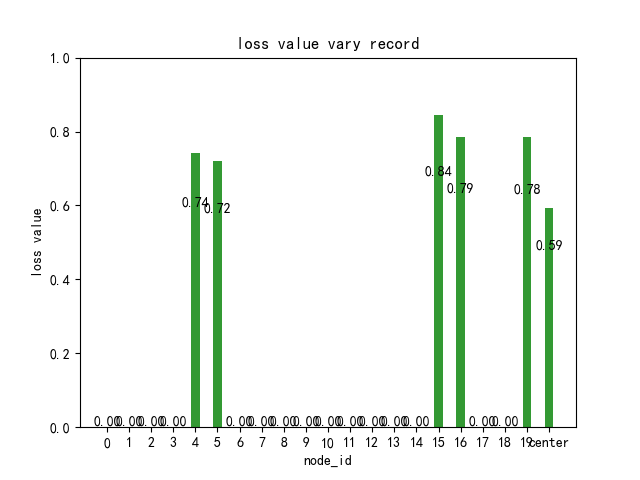 loss value vary record
1.0
0.8
0.6
0.4
0.2
0.0
loss value
0.00 0.00 0.00 0.00 0.74 0.72 0.00 0.00 0.00 0.00 0.00 0.00 0.00 0.00 0.00 0.84 0.79 0.00 0.00 0.78 0.59
0 1 2 3 4 5 6 7 8 9 10 11 12 13 14 15 16 17 18 19 center
node_id